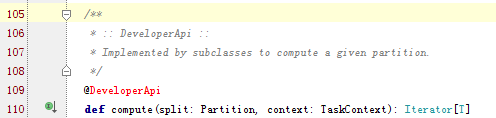 105 /**
106 * :: DeveloperApi ::
107 * Implemented by subclasses to compute a given partition.
108 */
109 @DeveloperApi
110 def compute(split: Partition, context: TaskContext): Iterator[T]